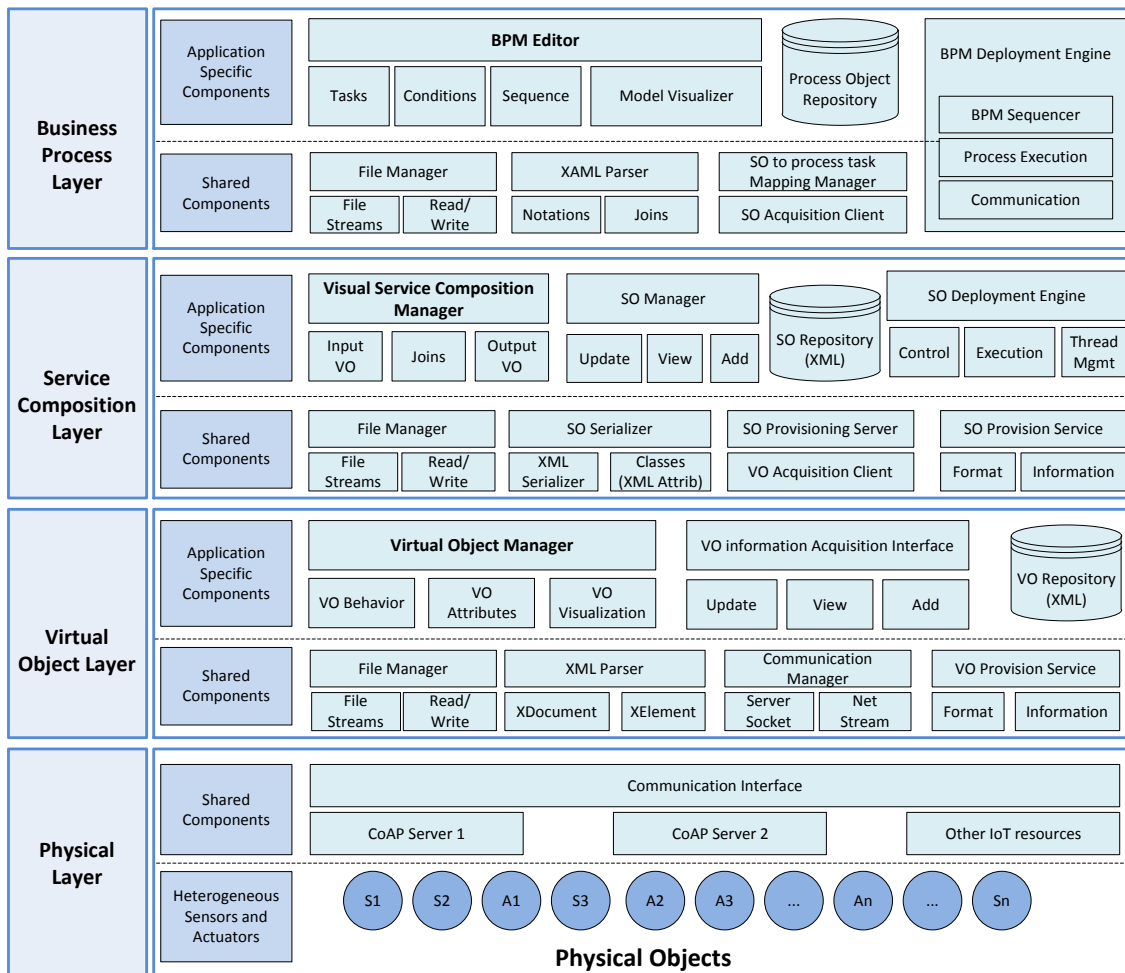 Business
Process
Layer
Application
Specific
Components
BPM Editor
Tasks
Conditions
Sequence
Model Visualizer
Process Object
Repository
BPM Deployment Engine
BPM Sequencer
Process Execution
Communication
Shared
Components
File Manager
File
Streams
Read/
Write
XAML Parser
Notations
Joins
SO to process task
Mapping Manager
SO Acquisition Client
Service
Composition
Layer
Application
Specific
Components
Visual Service Composition
Manager
Input
VO
Joins
Output
VO
SO Manager
Update
View
Add
SO Repository
(XML)
SO Deployment Engine
Control
Execution
Thread
Mgmt
Shared
Components
File Manager
File
Streams
Read/
Write
SO Serializer
XML
Serializer
Classes
(XML Attrib)
SO Provisioning Server
VO Acquisition Client
SO Provision Service
Format
Information
Virtual
Object Layer
Application
Specific
Components
Virtual Object Manager
VO Behavior
VO
Attributes
VO
Visualization
VO information Acquisition Interface
Update
View
Add
VO Repository
(XML)
Shared
Components
File Manager
File
Streams
Read/
Write
XML Parser
XDocument
XElement
Communication
Manager
Server
Socket
Net
Stream
VO Provision Service
Format
Information
Physical
Layer
Shared
Components
Communication Interface
CoAP Server 1
CoAP Server 2
Other IoT resources
Heterogeneous
Sensors and
Actuators
S1
S2
A1
S3
A2
A3
...
An
...
Sn
Physical Objects